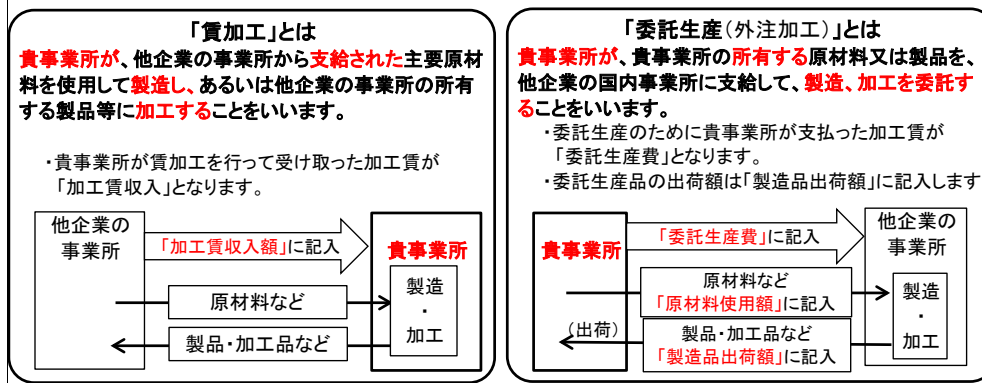 「賃加工」とは
貴事業所が、他企業の事業所から支給された主要原材
料を使用して製造し、あるいは他企業の事業所の所有
する製品等に加工することをいいます。
・貴事業所が賃加工を行って受け取った加工賃が
「加工賃収入」となります。
他企業の
事業所
「加工賃収入額」に記入
貴事業所
原材料など
製造
・
加工
製品・加工品など
「委託生産(外注加工)」とは
貴事業所が、貴事業所の所有する原材料又は製品を、
他企業の国内事業所に支給して、製造、加工を委託す
ることをいいます。
・委託生産のために貴事業所が支払った加工賃が
「委託生産費」となります。
・委託生産品の出荷額は「製造品出荷額」に記入します
貴事業所
「委託生産費」に記入
他企業の
事業所
原材料など
「原材料使用額」に記入
製造
・
加工
(出荷)
製品・加工品など
「製造品出荷額」に記入